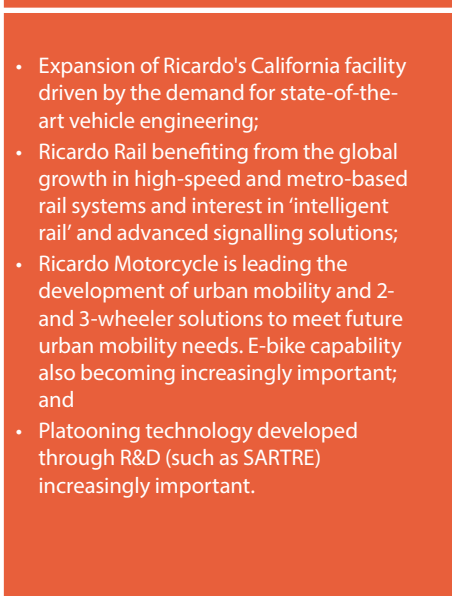 • Expansion of Ricardo's California facility
driven by the demand for state-of-the-
art vehicle engineering;
• Ricardo Rail benefiting from the global
growth in high-speed and metro-based
rail systems and interest in ‘intelligent
rail’ and advanced signalling solutions;
• Ricardo Motorcycle is leading the
development of urban mobility and 2-
and 3-wheeler solutions to meet future
urban mobility needs. E-bike capability
also becoming increasingly important;
and
• Platooning technology developed
through R&D (such as SARTRE)
increasingly important.